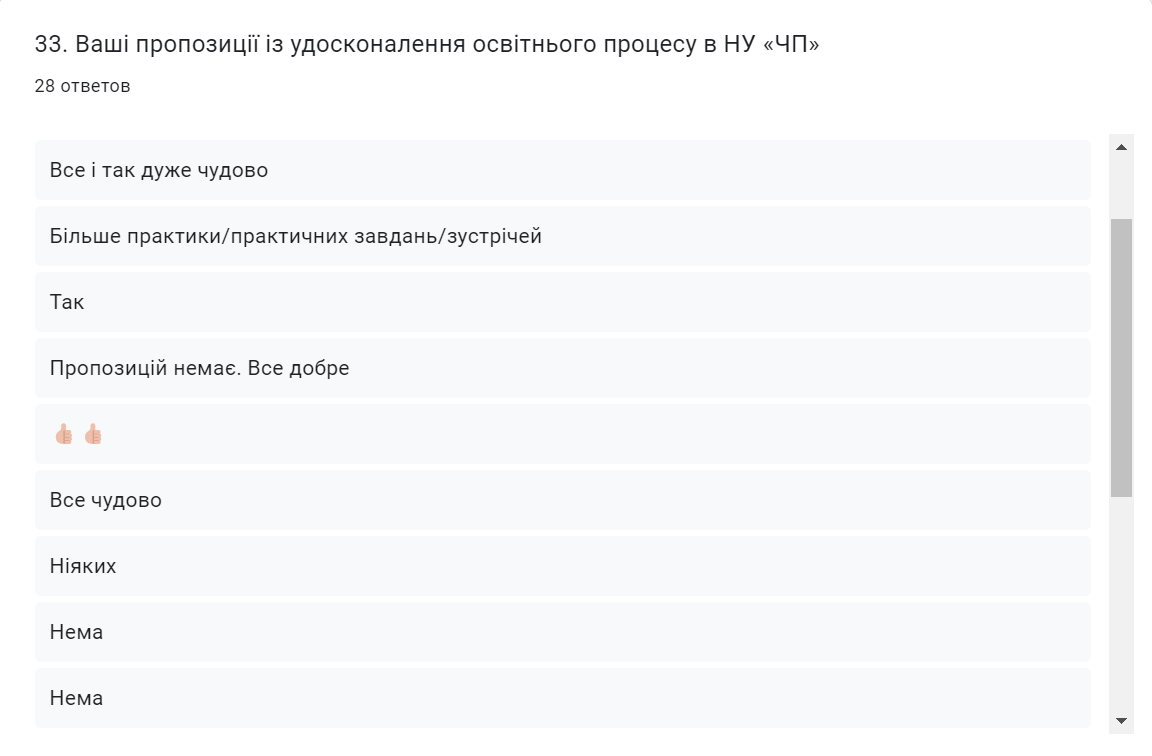 33. Ваші пропозиції із удосконалення освітнього процесу в НУ «ЧП»
28 ответов
Все і так дуже чудово
Більше практики/практичних завдань/зустрічей
Так
Пропозицій немає. Все добре
👍🏼 👍🏼
Все чудово
Ніяких
Нема
Нема